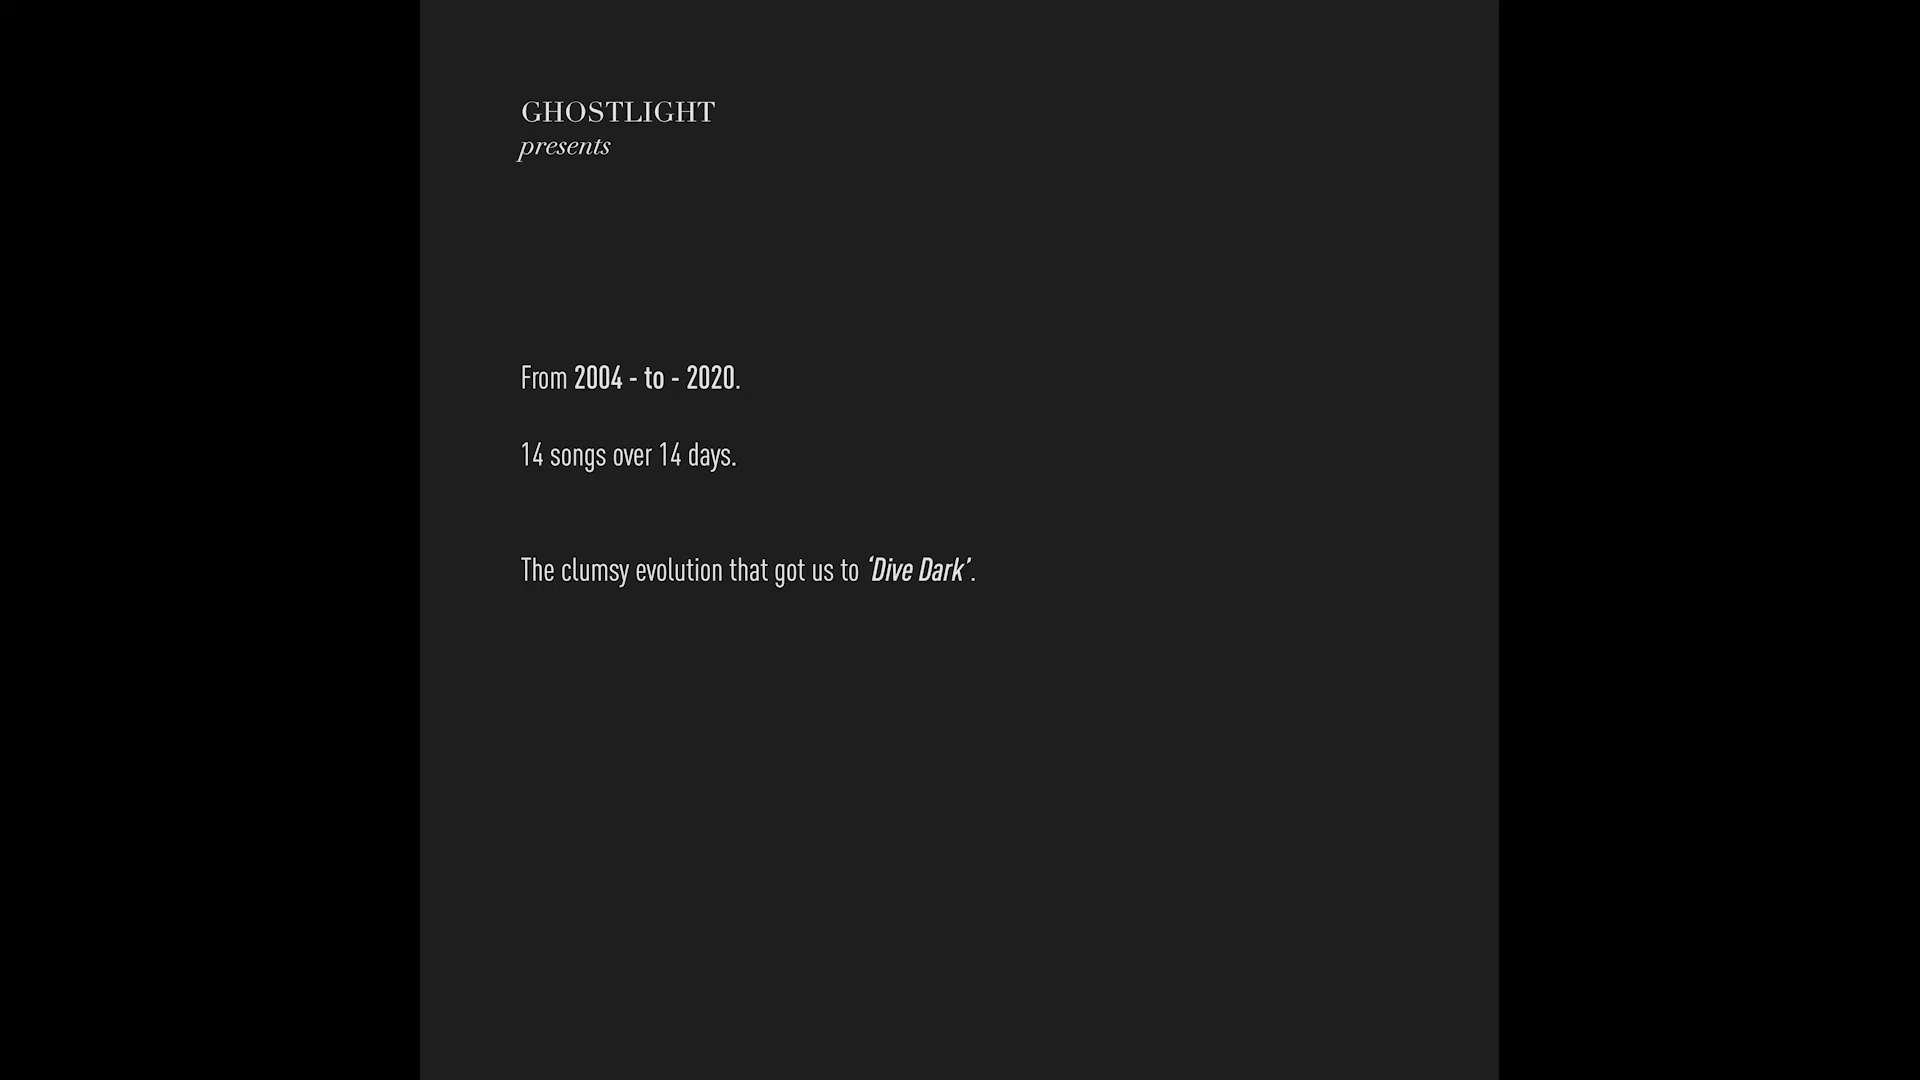 GHOSTLIGHT
presents
From 2004 - to - 2020.
14 songs over 14 days.
The clumsy evolution that got us to ‘Dive Dark’.